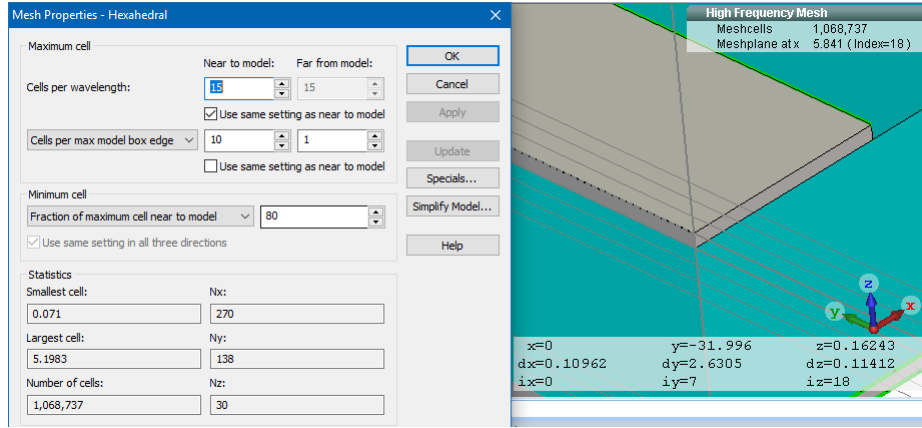 Mesh Properties - Hexahedral
Maximum cell
Near to model: Far from model:
Cells per wavelength: 15 15
Use same setting as near to model
Cells per max model box edge 10 1
Use same setting as near to model
Minimum cell
Fraction of maximum cell near to model 80
Use same setting in all three directions
Statistics
Smallest cell: Nx:
0.071 270
Largest cell: Ny:
5.1983 138
Number of cells: Nz:
1,068,737 30
OK
Cancel
Apply
Update
Specials...
Simplify Model...
Help
High Frequency Mesh
Meshcells 1,068,737
Meshplane at x 5.841 ( Index=18 )
z
y
x
x=0 y=-31.996 z=0.16243
dx=0.10962 dy=2.6305 dz=0.11412
ix=0 iy=7 iz=18